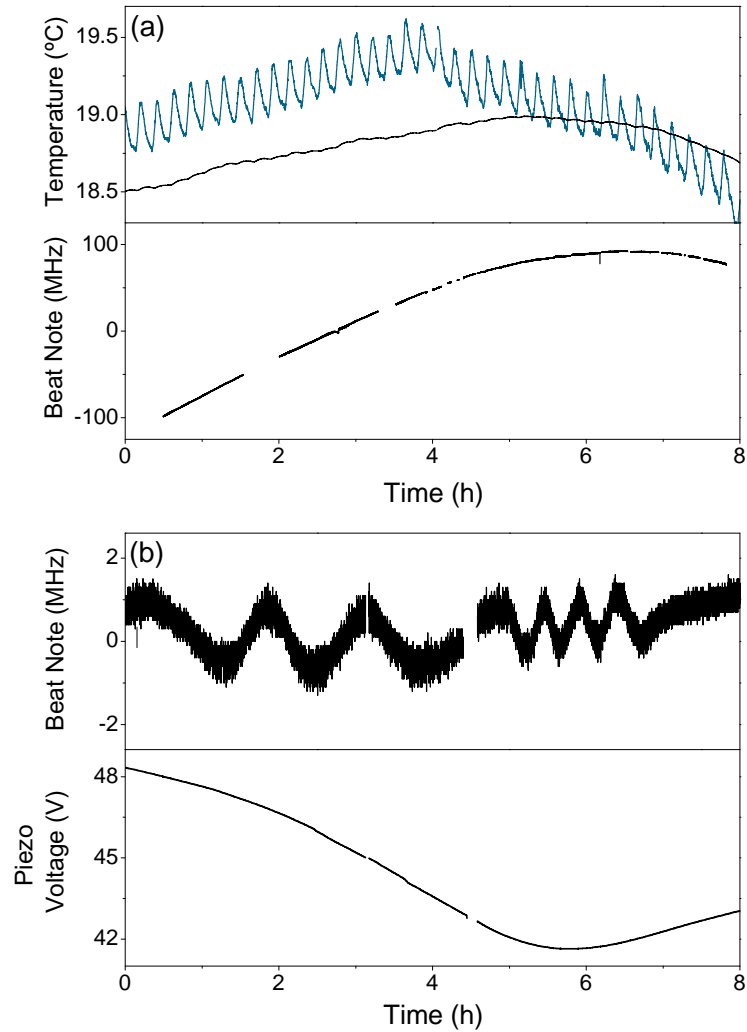 (a)
Temperature (ºC)
19.5
19.0
18.5
Beat Note (MHz)
100
0
-100
0 2 4 6 8
Time (h)
(b)
Beat Note (MHz)
2
0
-2
Piezo
Voltage (V)
48
45
42
0 2 4 6 8
Time (h)